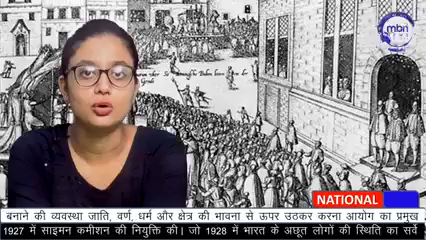 mbn
NATIONAL
बनाने की व्यवस्था जाति, वर्ण, धर्म और क्षेत्र की भावना से ऊपर उठकर करना आयोग का प्रमुख
1927 में साइमन कमीशन की नियुक्ति की। जो 1928 में भारत के अछूत लोगों की स्थिति का सर्वे